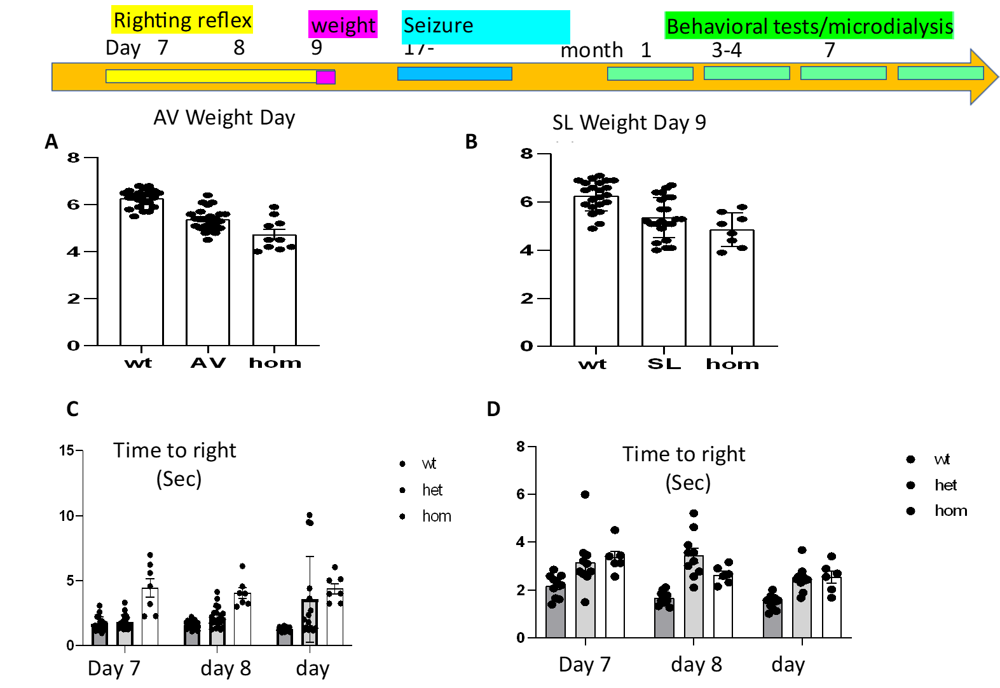 Righting reflex
weight
Seizure
Behavioral tests/microdialysis
Day 7 8 9 17- month 1 3-4 7
AV Weight Day
SL Weight Day 9
A
8
6
4
2
0
wt AV hom
B
8
6
4
2
0
wt SL hom
C
Time to right
(Sec)
15
10
5
0
wt
het
hom
Day 7 day 8 day
D
Time to right
(Sec)
8
6
4
2
0
wt
het
hom
Day 7 day 8 day